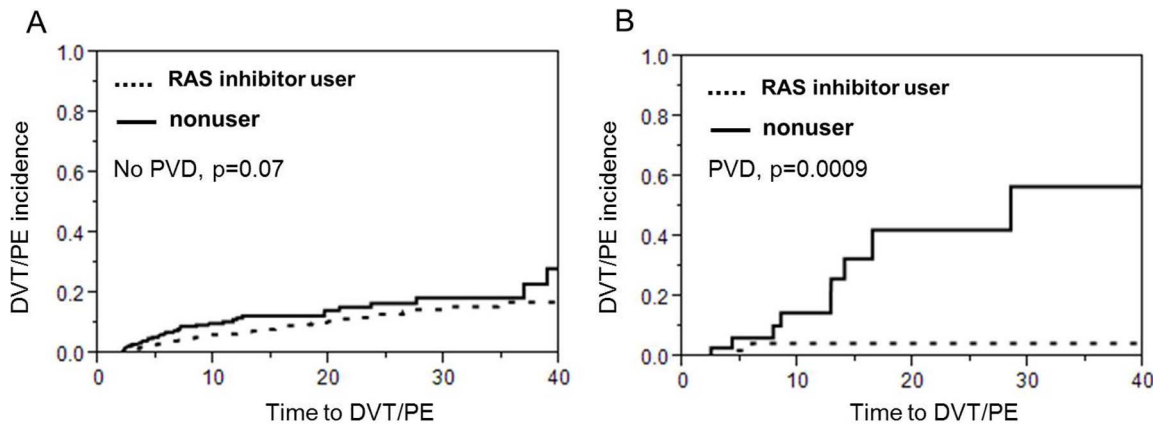 A
1.0
0.8
0.6
0.4
0.2
0.0
DVT/PE incidence
RAS inhibitor user
nonuser
No PVD, p=0.07
0
10
20
30
40
Time to DVT/PE
B
1.0
0.8
0.6
0.4
0.2
0.0
DVT/PE incidence
RAS inhibitor user
nonuser
PVD, p=0.0009
0
10
20
30
40
Time to DVT/PE